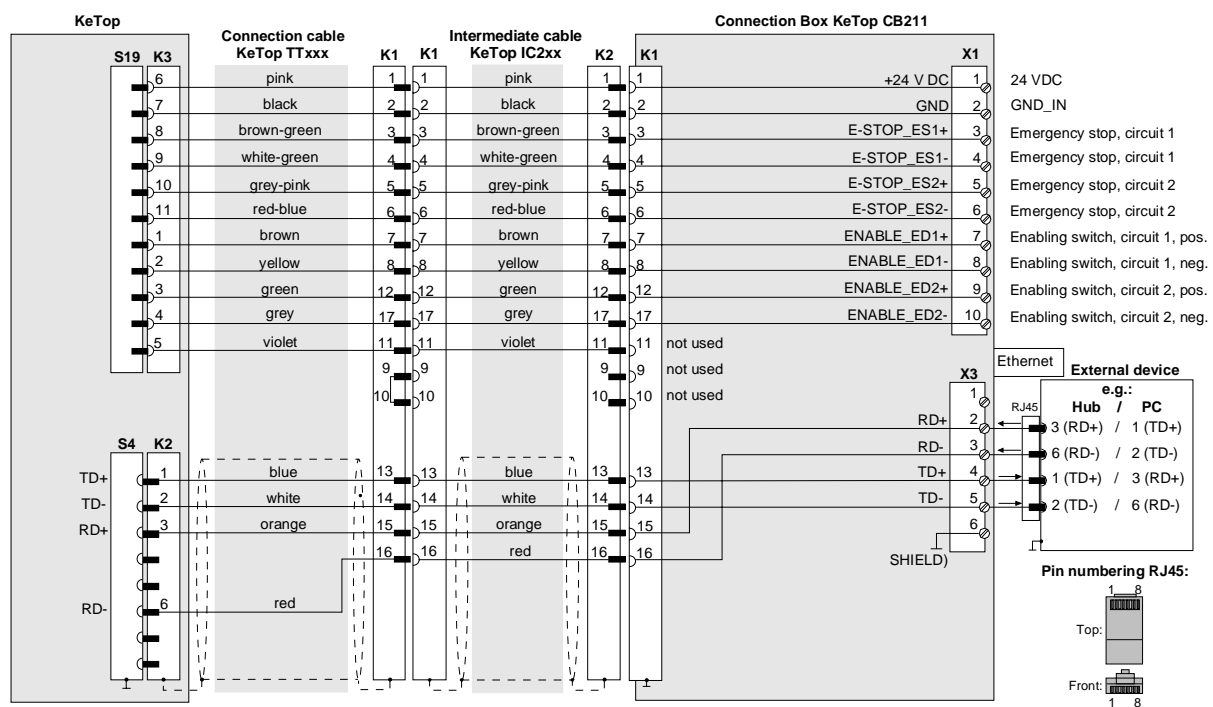 KeTop
Connection Box KeTop CB211
Connection cable
KeTop TTxxx
Intermediate cable
KeTop IC2xx
S19 K3 K1 K1 K2 K1 X1
6 pink 1 1 pink 1 1 +24 V DC 1 24 VDC
7 black 2 2 black 2 2 GND 2 GND_IN
8 brown-green 3 3 brown-green 3 3 E-STOP_ES1+ 3 Emergency stop, circuit 1
9 white-green 4 4 white-green 4 4 E-STOP_ES1- 4 Emergency stop, circuit 1
10 grey-pink 5 5 grey-pink 5 5 E-STOP_ES2+ 5 Emergency stop, circuit 2
11 red-blue 6 6 red-blue 6 6 E-STOP_ES2- 6 Emergency stop, circuit 2
1 brown 7 7 brown 7 7 ENABLE_ED1+ 7 Enabling switch, circuit 1, pos.
2 yellow 8 8 yellow 8 8 ENABLE_ED1- 8 Enabling switch, circuit 1, neg.
3 green 12 12 green 12 12 ENABLE_ED2+ 9 Enabling switch, circuit 2, pos.
4 grey 17 17 grey 17 17 ENABLE_ED2- 10 Enabling switch, circuit 2, neg.
5 violet 11 11 violet 11 11 not used
9 9 9 9 not used
10 10 10 10 not used
Ethernet
X3
External device
e.g.:
RJ45 Hub / PC
1
RD+ 2 3 (RD+) / 1 (TD+)
RD- 3 6 (RD-) / 2 (TD-)
S4 K2
TD+ 1 blue 13 13 blue 13 13 TD+ 4 1 (TD+) / 3 (RD+)
TD- 2 white 14 14 white 14 14 TD- 5 2 (TD-) / 6 (RD-)
RD+ 3 orange 15 15 orange 15 15 6
16 16 red 16 16 SHIELD)
RD- 6 red
Pin numbering RJ45:
1 8
Top:
Front:
1 8